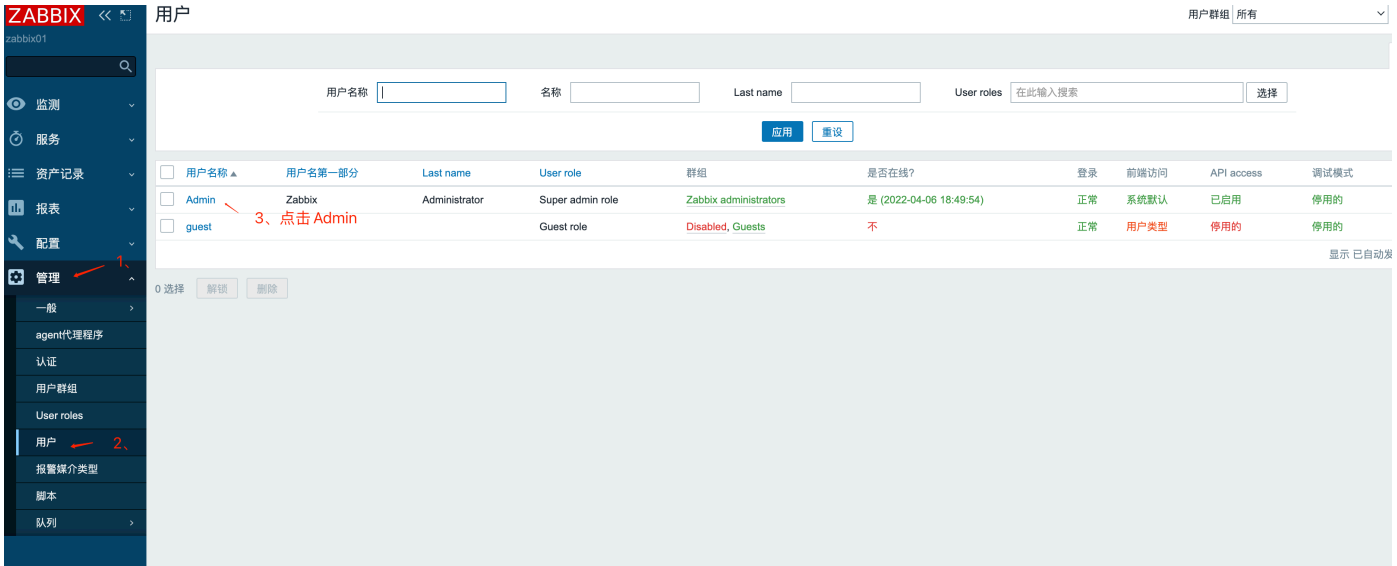 ZABBIX
zabbix01
监测
服务
资产记录
报表
配置
管理
1、
一般
agent代理程序
认证
用户群组
User roles
用户
2、
报警媒介类型
脚本
队列
用户
用户群组 所有
用户名称 名称 Last name User roles 在此输入搜索 选择
应用 重设
用户名称 用户名第一部分 Last name User role 群组 是否在线? 登录 前端访问 API access 调试模式
Admin Zabbix Administrator Super admin role Zabbix administrators 是 (2022-04-06 18:49:54) 正常 系统默认 已启用 停用的
3、点击 Admin
guest Guest role Disabled, Guests 不 正常 用户类型 停用的 停用的
显示 已自动发
0 选择 解锁 删除